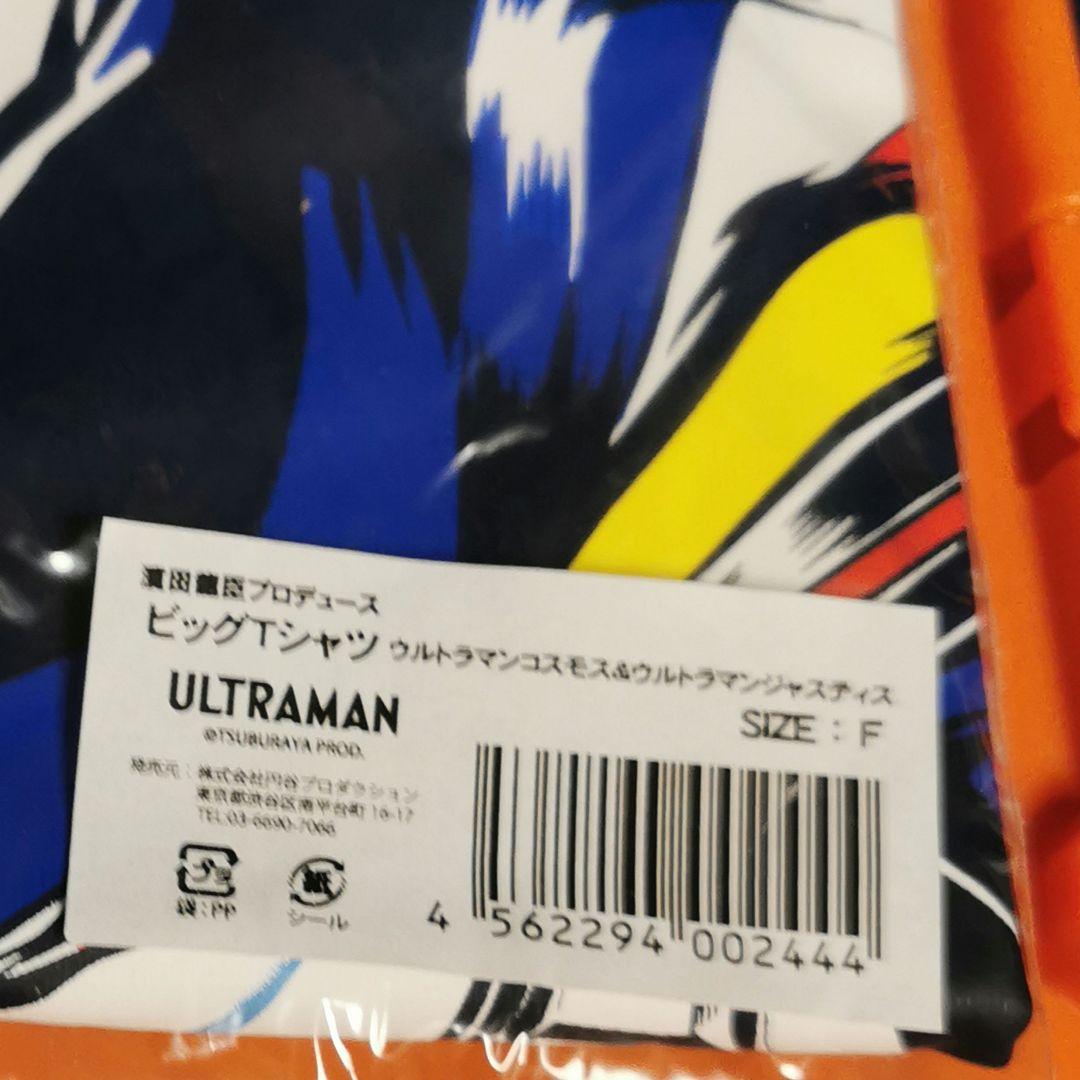 濱田龍臣プロデュース
ビッグTシャツ ウルトラマンコスモス&ウルトラマンジャスティス
SIZE : F
ULTRAMAN
©TSUBURAYA PROD.
発売元：株式会社円谷プロダクション
東京都渋谷区南平台町 16-17
TEL.03-6690-7066
プラ
袋：PP
紙
シール
4 562294 002444